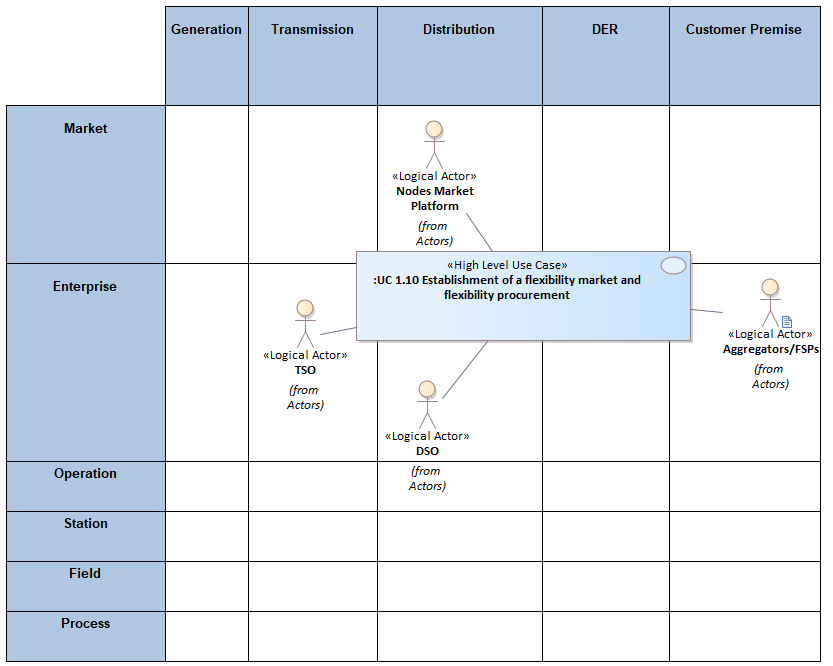 Generation
Transmission
Distribution
DER
Customer Premise
Market
«Logical Actor»
Nodes Market
Platform
(from
Actors)
Enterprise
«High Level Use Case»
:UC 1.10 Establishment of a flexibility market and
flexibility procurement
«Logical Actor»
TSO
(from
Actors)
«Logical Actor»
Aggregators/FSPs
(from
Actors)
«Logical Actor»
DSO
(from
Actors)
Operation
Station
Field
Process